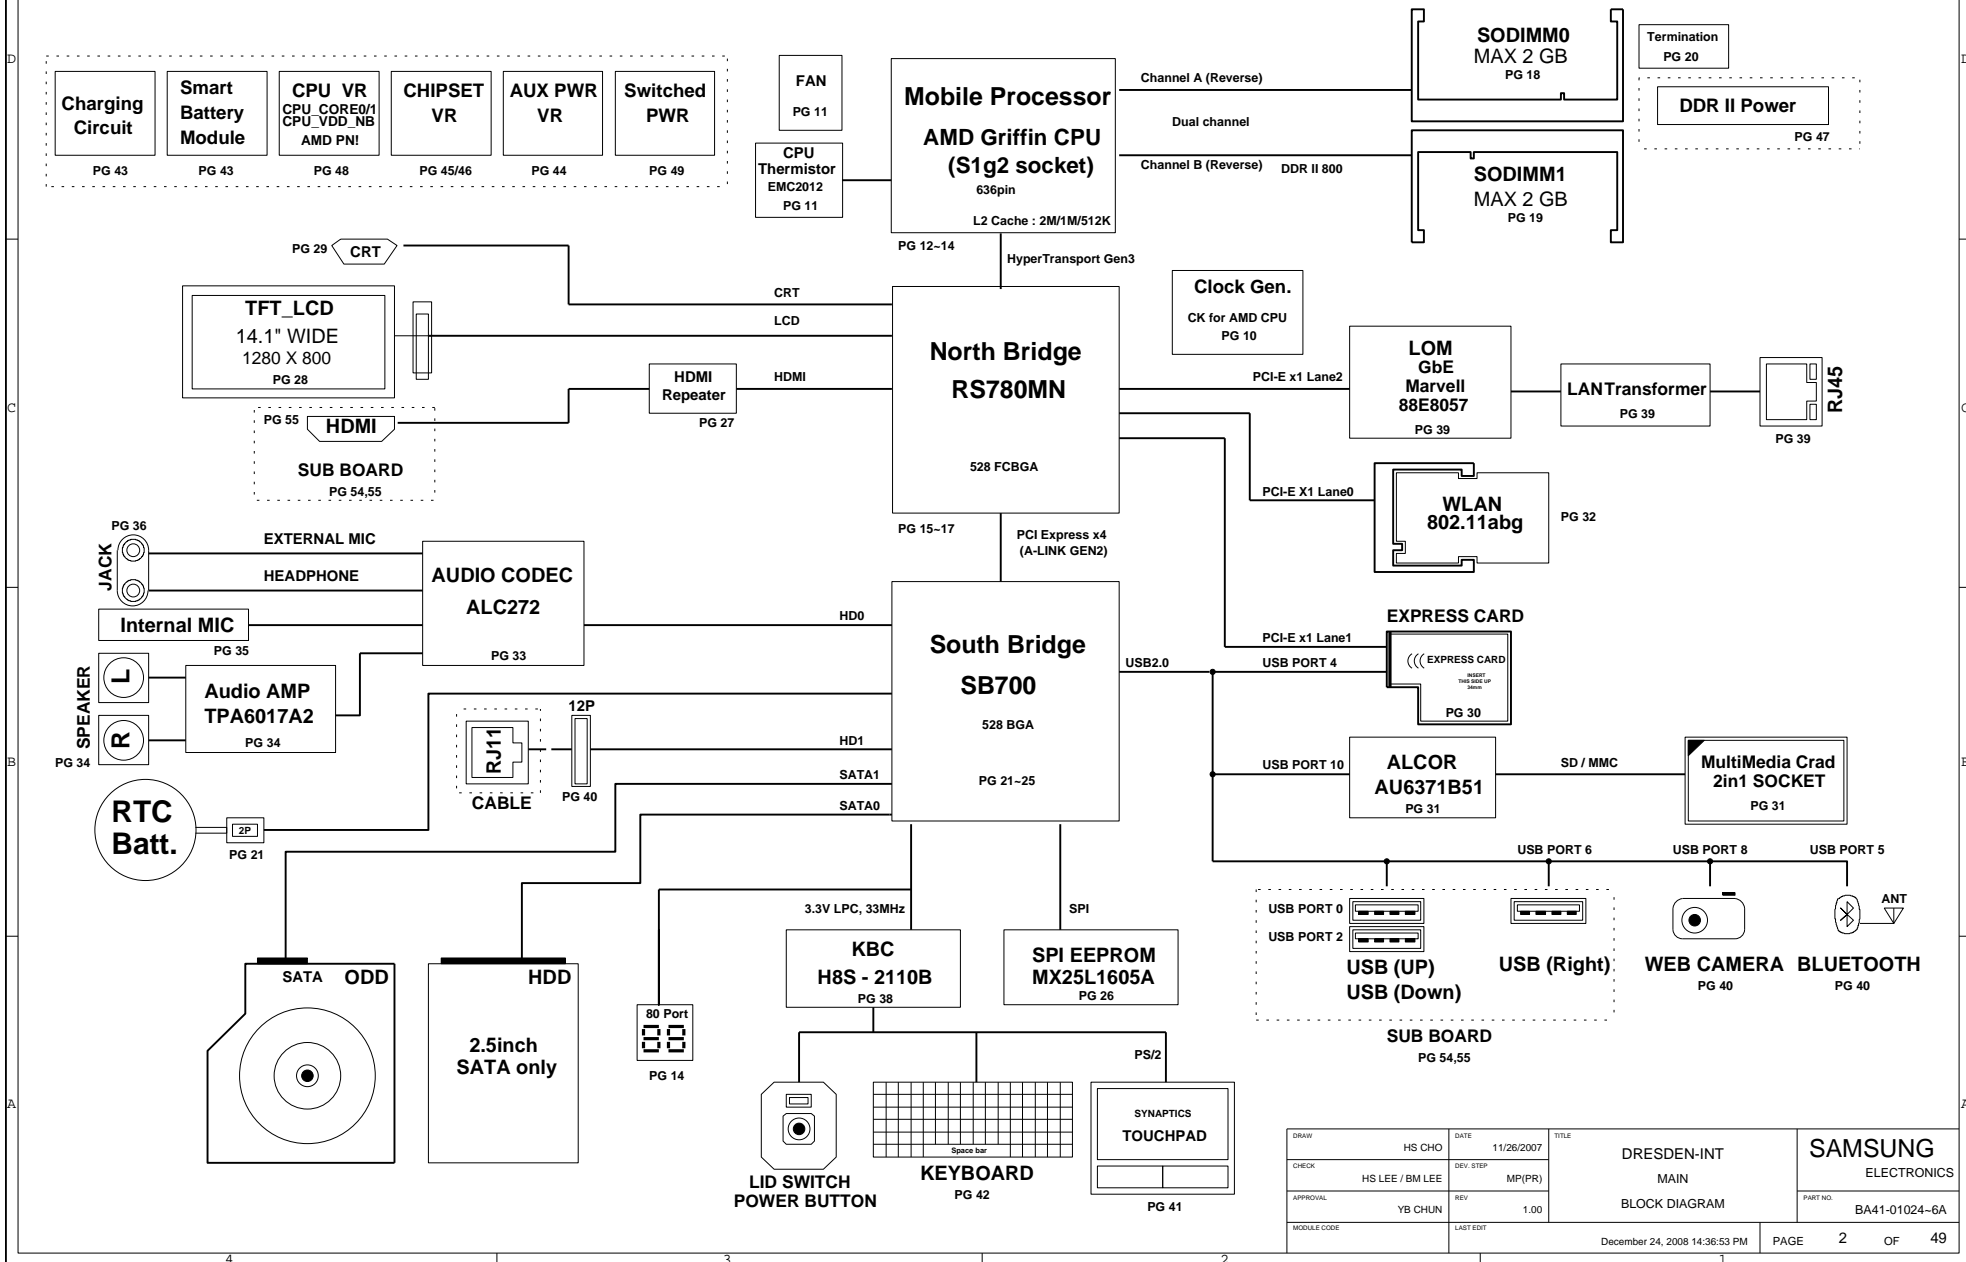 D
D
Charging
Circuit
PG 43
Smart
Battery
Module
PG 43
CPU VR
CPU_CORE0/1
CPU_VDD_NB
AMD PN!
PG 48
CHIPSET
VR
PG 45/46
AUX PWR
VR
PG 44
Switched
PWR
PG 49
FAN
PG 11
CPU
Thermistor
EMC2012
PG 11
Mobile Processor
AMD Griffin CPU
(S1g2 socket)
636pin
L2 Cache : 2M/1M/512K
PG 12~14
Channel A (Reverse)
Dual channel
Channel B (Reverse)
DDR II 800
SODIMM0
MAX 2 GB
PG 18
SODIMM1
MAX 2 GB
PG 19
Termination
PG 20
DDR II Power
PG 47
HyperTransport Gen3
PG 29
CRT
CRT
TFT_LCD
14.1" WIDE
1280 X 800
PG 28
LCD
HDMI
Repeater
PG 27
HDMI
PG 55
HDMI
SUB BOARD
PG 54,55
North Bridge
RS780MN
528 FCBGA
PG 15~17
Clock Gen.
CK for AMD CPU
PG 10
PCI-E x1 Lane2
LOM
GbE
Marvell
88E8057
PG 39
LANTransformer
PG 39
RJ45
PG 39
C
C
PCI-E X1 Lane0
WLAN
802.11abg
PG 32
PCI Express x4
(A-LINK GEN2)
PG 36
JACK
EXTERNAL MIC
HEADPHONE
Internal MIC
PG 35
AUDIO CODEC
ALC272
PG 33
HD0
SPEAKER
L
R
PG 34
Audio AMP
TPA6017A2
PG 34
South Bridge
SB700
528 BGA
PG 21~25
USB2.0
PCI-E x1 Lane1
USB PORT 4
EXPRESS CARD
EXPRESS CARD
INSERT
THIS SIDE UP
34mm
PG 30
B
B
RJ11
CABLE
12P
PG 40
HD1
SATA1
SATA0
RTC
Batt.
2P
PG 21
USB PORT 10
ALCOR
AU6371B51
PG 31
SD / MMC
MultiMedia Crad
2in1 SOCKET
PG 31
USB PORT 6
USB PORT 8
USB PORT 5
3.3V LPC, 33MHz
SPI
KBC
H8S - 2110B
PG 38
SPI EEPROM
MX25L1605A
PG 26
USB PORT 0
USB PORT 2
USB (UP)
USB (Down)
USB (Right)
SUB BOARD
PG 54,55
WEB CAMERA
PG 40
ANT
BLUETOOTH
PG 40
SATA
ODD
HDD
2.5inch
SATA only
80 Port
88
PG 14
A
A
LID SWITCH
POWER BUTTON
Space bar
KEYBOARD
PG 42
PS/2
SYNAPTICS
TOUCHPAD
PG 41
DRAW
HS CHO
DATE
11/26/2007
TITLE
DRESDEN-INT
MAIN
BLOCK DIAGRAM
SAMSUNG
ELECTRONICS
CHECK
HS LEE / BM LEE
DEV. STEP
MP(PR)
APPROVAL
YB CHUN
REV
1.00
PART NO.
BA41-01024~6A
MODULE CODE
LAST EDIT
December 24, 2008 14:36:53 PM
PAGE 2 OF 49
4
3
2
1